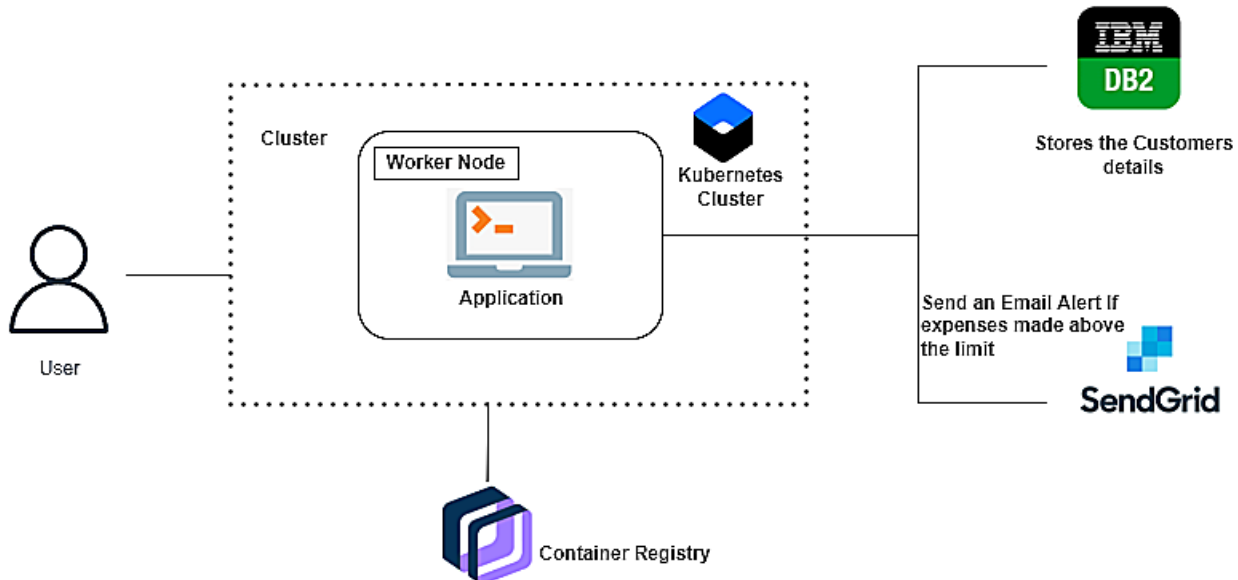 IBM
DB2
Stores the Customers
details
Cluster
Worker Node
Kubernetes
Cluster
Application
User
Send an Email Alert If
expenses made above
the limit
SendGrid
Container Registry